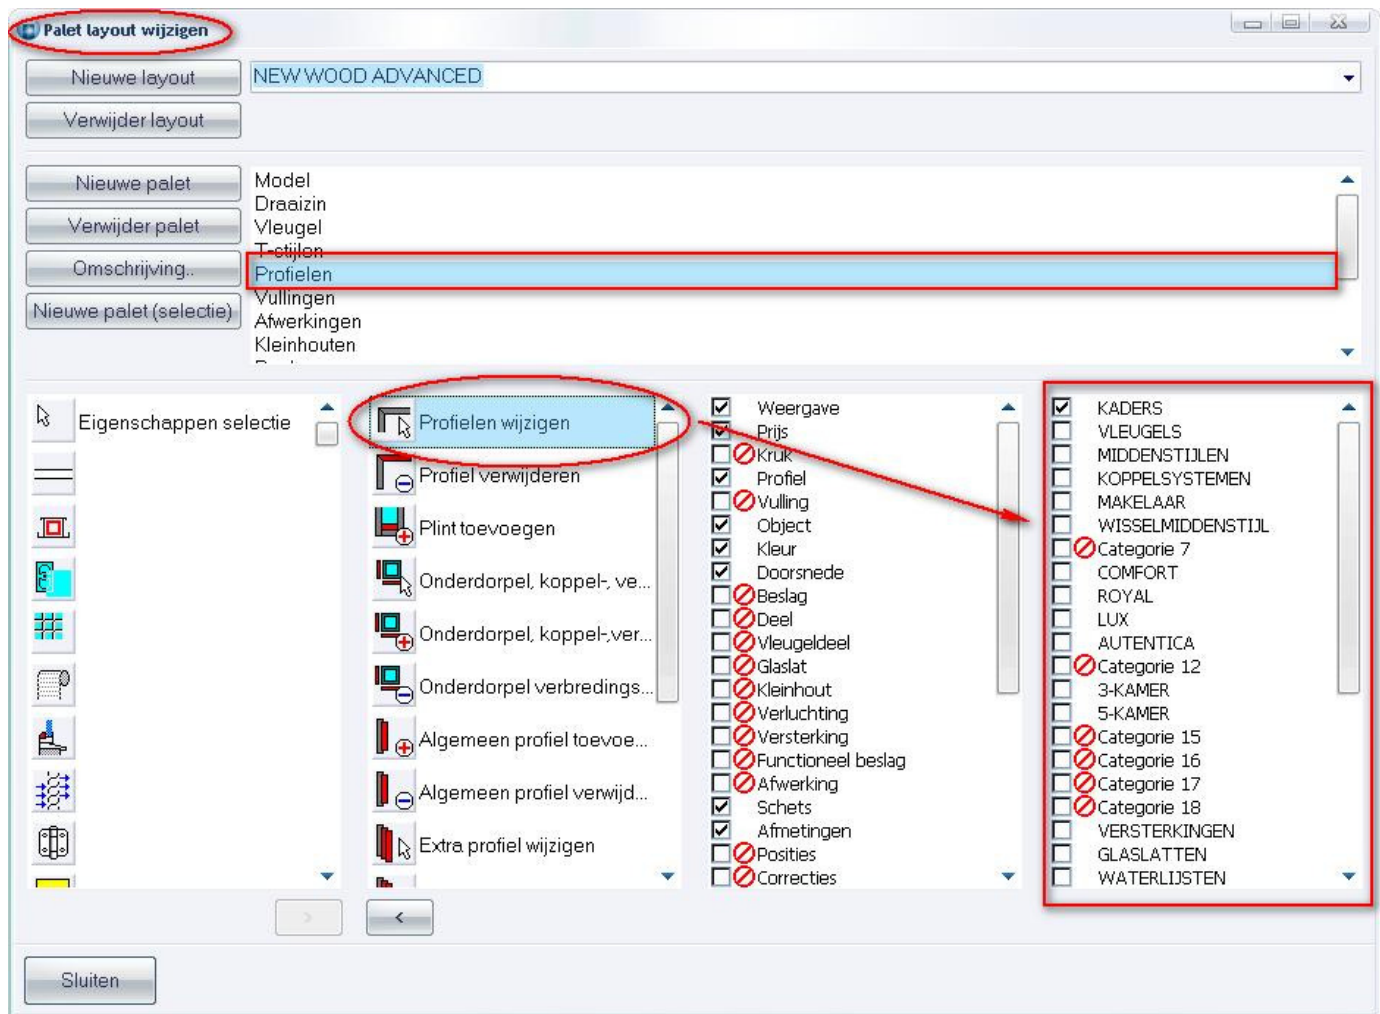 Palet layout wijzigen
Nieuwe layout
NEW WOOD ADVANCED
Verwijder layout
Nieuwe palet
Verwijder palet
Omschrijving..
Nieuwe palet (selectie)
Model
Draaizin
Vleugel
T-stijlen
Profielen
Vullingen
Afwerkingen
Kleinhouten
Eigenschappen selectie
Profielen wijzigen
Profiel verwijderen
Plint toevoegen
Onderdorpel, koppel-, ve...
Onderdorpel, koppel-,ver...
Onderdorpel verbredings...
Algemeen profiel toevoe...
Algemeen profiel verwijd...
Extra profiel wijzigen
Weergave
Prijs
Kruk
Profiel
Vulling
Object
Kleur
Doorsnede
Beslag
Deel
Vleugeldeel
Glaslat
Kleinhout
Verluchting
Versterking
Functioneel beslag
Afwerking
Schets
Afmetingen
Posities
Correcties
KADERS
VLEUGELS
MIDDENSTIJLEN
KOPPELSYSTEMEN
MAKELAAR
WISSELMIDDENSTIJL
Categorie 7
COMFORT
ROYAL
LUX
AUTENTICA
Categorie 12
3-KAMER
5-KAMER
Categorie 15
Categorie 16
Categorie 17
Categorie 18
VERSTERKINGEN
GLASLATTEN
WATERLIJSTEN
>
<
Sluiten